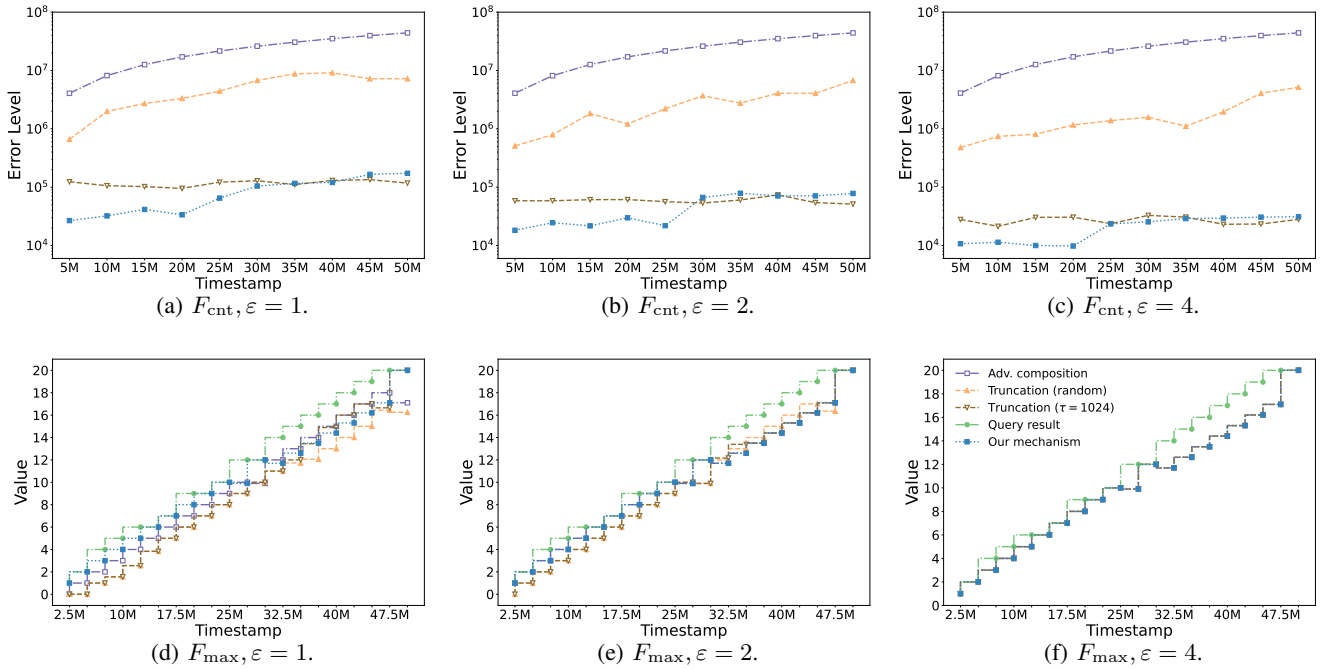 10^8
10^7
10^6
10^5
10^4
Error Level
5M 10M 15M 20M 25M 30M 35M 40M 45M 50M
Timestamp
(a) F_cnt, ε = 1.
10^8
10^7
10^6
10^5
10^4
Error Level
5M 10M 15M 20M 25M 30M 35M 40M 45M 50M
Timestamp
(b) F_cnt, ε = 2.
10^8
10^7
10^6
10^5
10^4
Error Level
5M 10M 15M 20M 25M 30M 35M 40M 45M 50M
Timestamp
(c) F_cnt, ε = 4.
20
18
16
14
12
10
8
6
4
2
0
Value
2.5M 10M 17.5M 25M 32.5M 40M 47.5M
Timestamp
(d) F_max, ε = 1.
20
18
16
14
12
10
8
6
4
2
0
Value
2.5M 10M 17.5M 25M 32.5M 40M 47.5M
Timestamp
(e) F_max, ε = 2.
20
18
16
14
12
10
8
6
4
2
0
Value
Adv. composition
Truncation (random)
Truncation (τ = 1024)
Query result
Our mechanism
2.5M 10M 17.5M 25M 32.5M 40M 47.5M
Timestamp
(f) F_max, ε = 4.